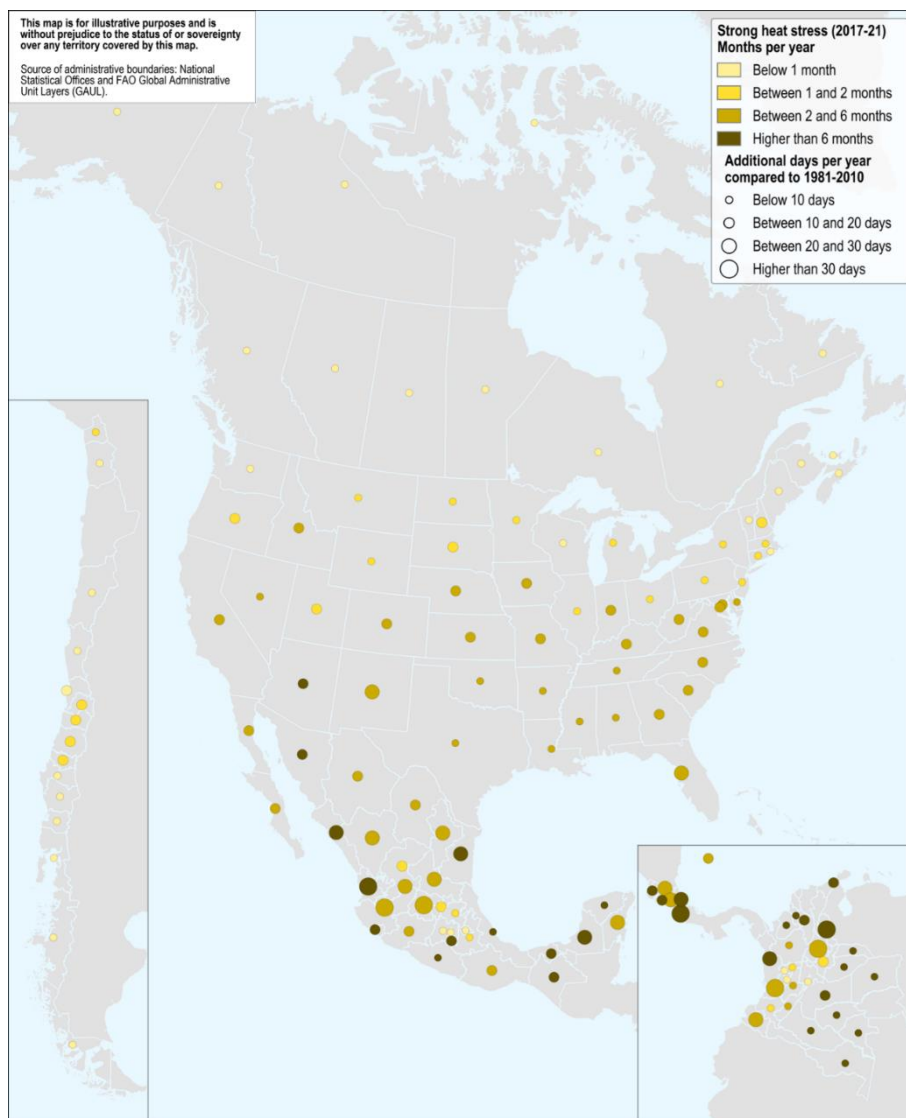 This map is for illustrative purposes and is
without prejudice to the status of or sovereignty
over any territory covered by this map.
Source of administrative boundaries: National
Statistical Offices and FAO Global Administrative
Unit Layers (GAUL).
Strong heat stress (2017-21)
Months per year
Below 1 month
Between 1 and 2 months
Between 2 and 6 months
Higher than 6 months
Additional days per year
compared to 1981-2010
Below 10 days
Between 10 and 20 days
Between 20 and 30 days
Higher than 30 days